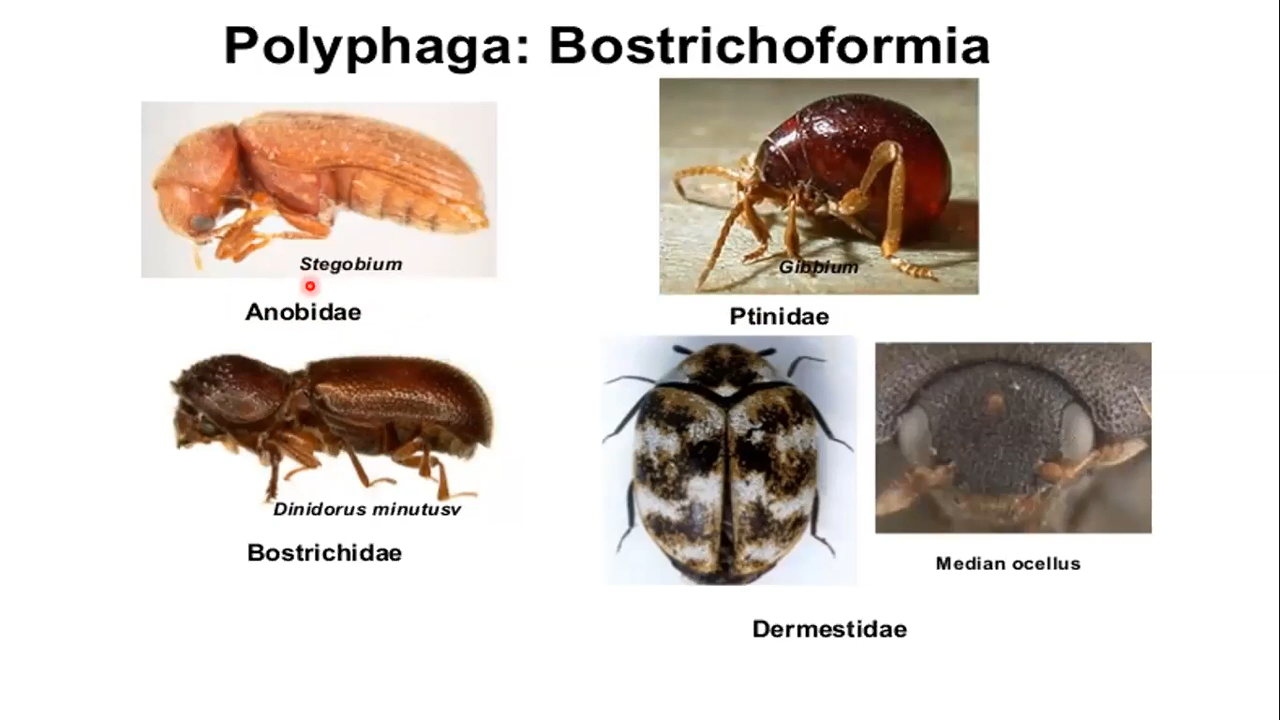 Polyphaga: Bostrichoformia
Stegobium
Anobidae
Gibbium
Ptinidae
Dinidorus minutusv
Bostrichidae
Median ocellus
Dermestidae